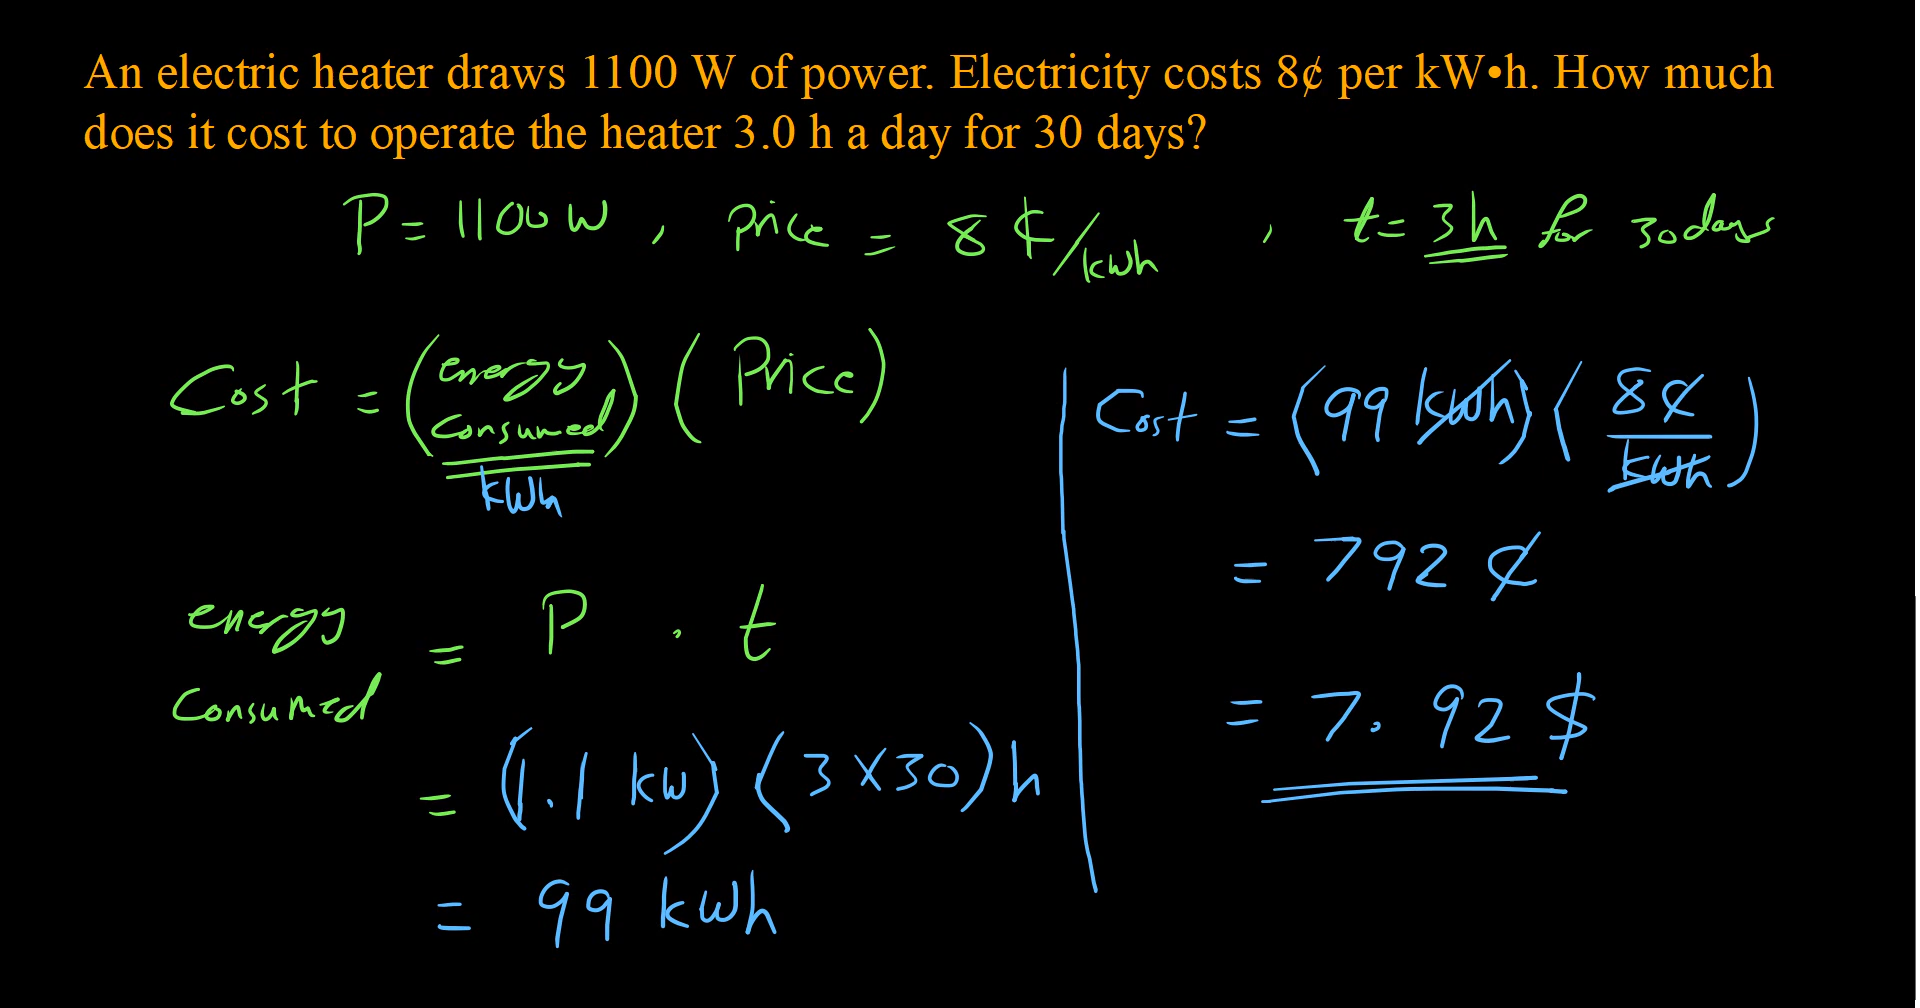 An electric heater draws 1100 W of power. Electricity costs 8¢ per kW•h. How much
does it cost to operate the heater 3.0 h a day for 30 days?
P = 1100 W , Price = 8 ¢/kwh , t = 3h for 30 days
Cost = (energy consumed) (Price)
kWh
energy consumed = P . t
= (1.1 kw) (3 X 30) h
= 99 kwh
Cost = (99 kwh) (8¢/kwh)
= 792 ¢
= 7.92 $